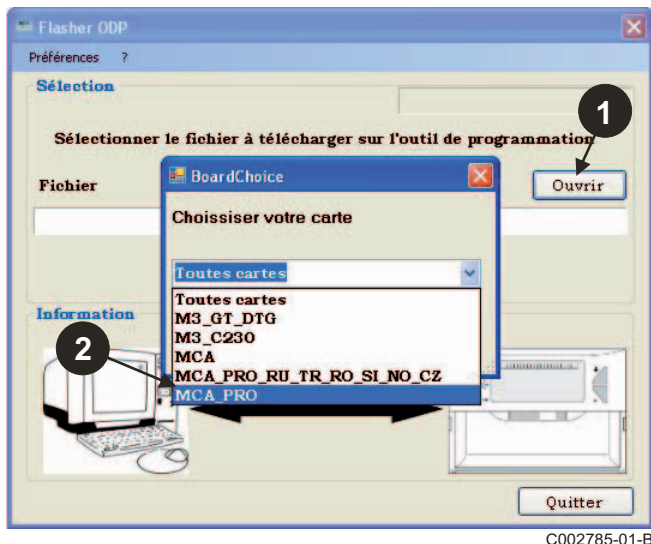 Flasher ODP
Préférences ?
Sélection
1
Sélectionner le fichier à télécharger sur l'outil de programmation
Fichier
Ouvrir
BoardChoice
Choissiser votre carte
Toutes cartes
Toutes cartes
M3_GT_DTG
M3_C230
MCA
MCA_PRO_RU_TR_RO_SI_NO_CZ
MCA_PRO
Information
2
Quitter
C002785-01-B